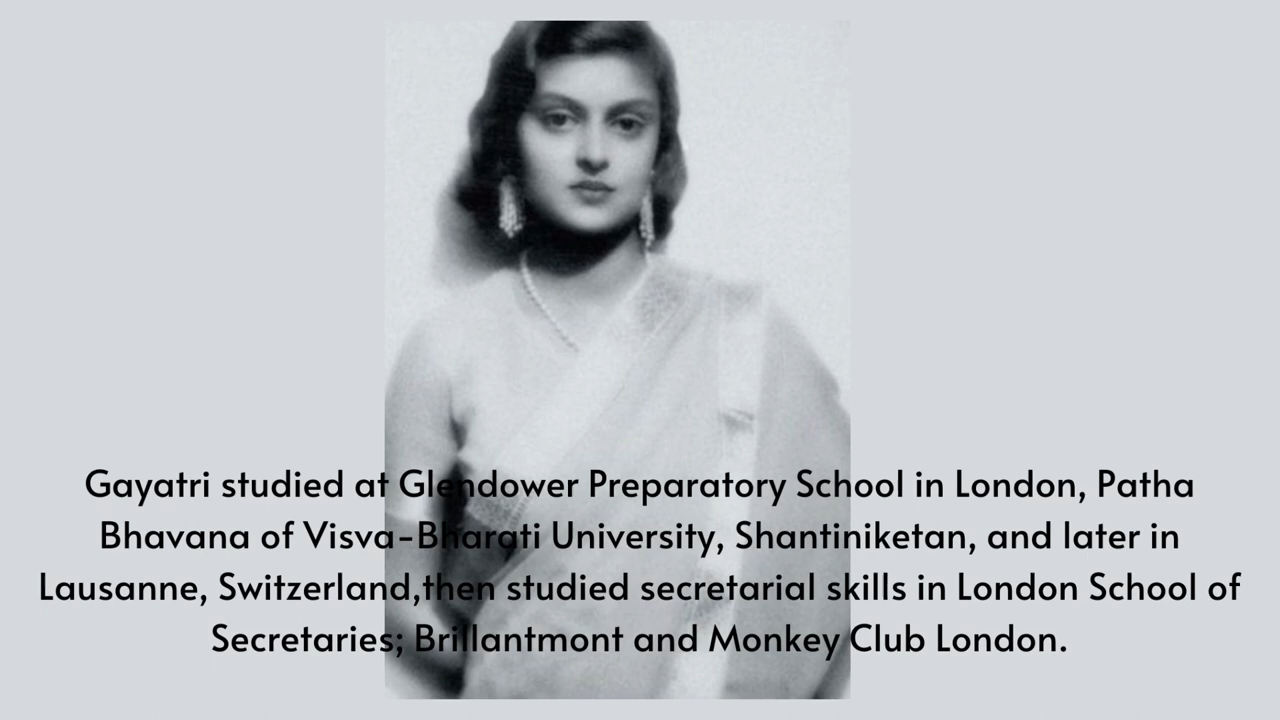 Gayatri studied at Glendower Preparatory School in London, Patha
Bhavana of Visva-Bharati University, Shantiniketan, and later in
Lausanne, Switzerland,then studied secretarial skills in London School of
Secretaries; Brillantmont and Monkey Club London.